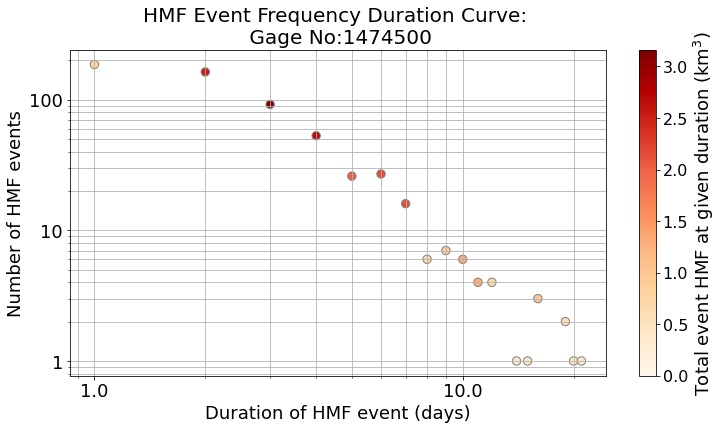 HMF Event Frequency Duration Curve:
Gage No:1474500
Number of HMF events
100
10
1
1.0
10.0
Duration of HMF event (days)
3.0
2.5
2.0
1.5
1.0
0.5
0.0
Total event HMF at given duration (km³)